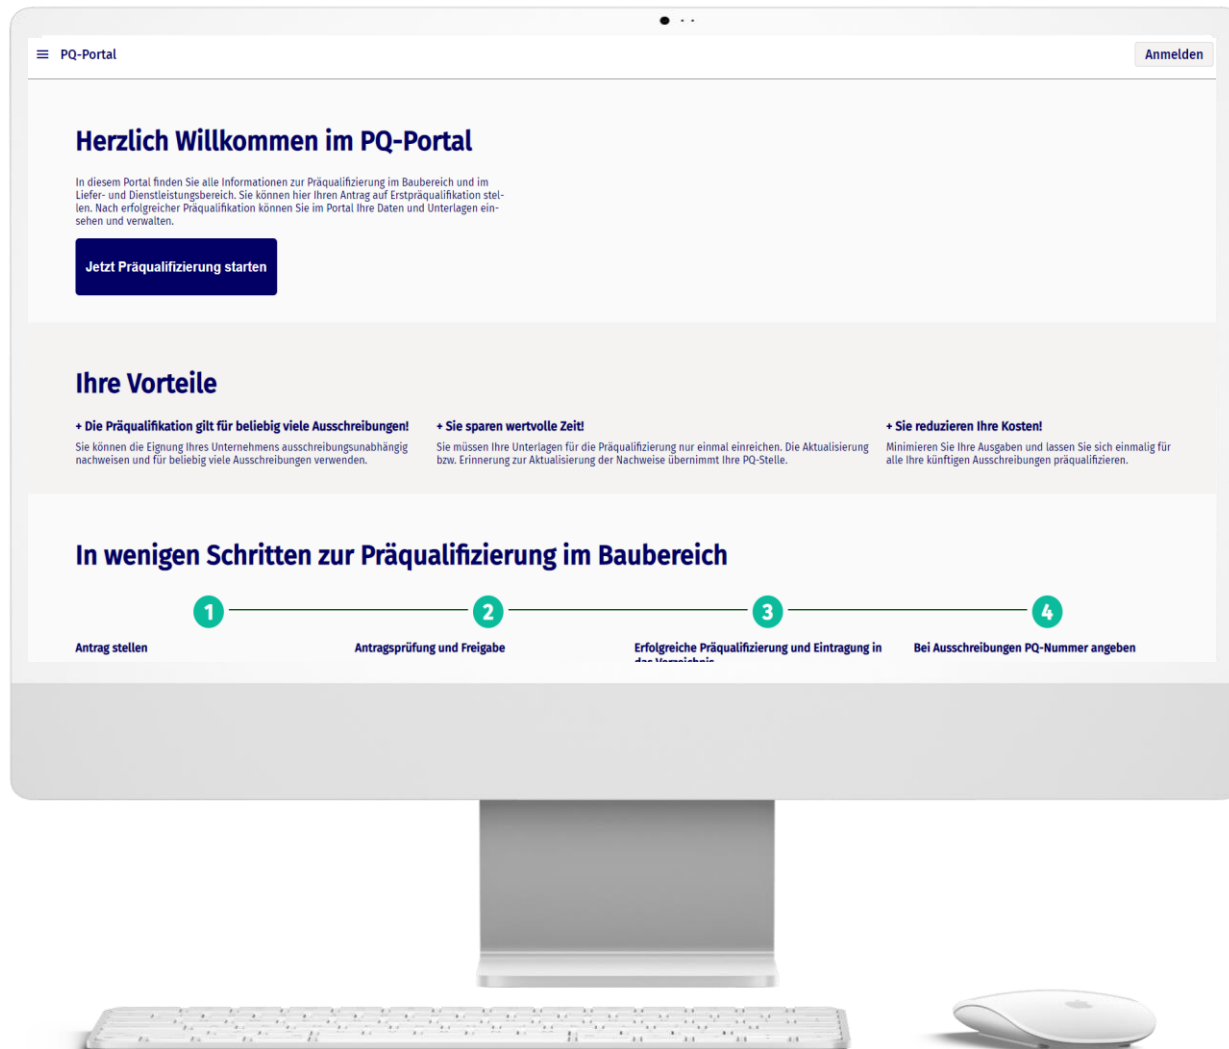 PQ-Portal
Anmelden
Herzlich Willkommen im PQ-Portal
In diesem Portal finden Sie alle Informationen zur Präqualifizierung im Baubereich und im
Liefer- und Dienstleistungsbereich. Sie können hier Ihren Antrag auf Erstpräqualifikation stel-
len. Nach erfolgreicher Präqualifikation können Sie im Portal Ihre Daten und Unterlagen ein-
sehen und verwalten.
Jetzt Präqualifizierung starten
Ihre Vorteile
+ Die Präqualifikation gilt für beliebig viele Ausschreibungen!
Sie können die Eignung Ihres Unternehmens ausschreibungsunabhängig
nachweisen und für beliebig viele Ausschreibungen verwenden.
+ Sie sparen wertvolle Zeit!
Sie müssen Ihre Unterlagen für die Präqualifizierung nur einmal einreichen. Die Aktualisierung
bzw. Erinnerung zur Aktualisierung der Nachweise übernimmt Ihre PQ-Stelle.
+ Sie reduzieren Ihre Kosten!
Minimieren Sie Ihre Ausgaben und lassen Sie sich einmalig für
alle Ihre künftigen Ausschreibungen präqualifizieren.
In wenigen Schritten zur Präqualifizierung im Baubereich
1
Antrag stellen
2
Antragsprüfung und Freigabe
3
Erfolgreiche Präqualifizierung und Eintragung in
das Verzeichnis
4
Bei Ausschreibungen PQ-Nummer angeben